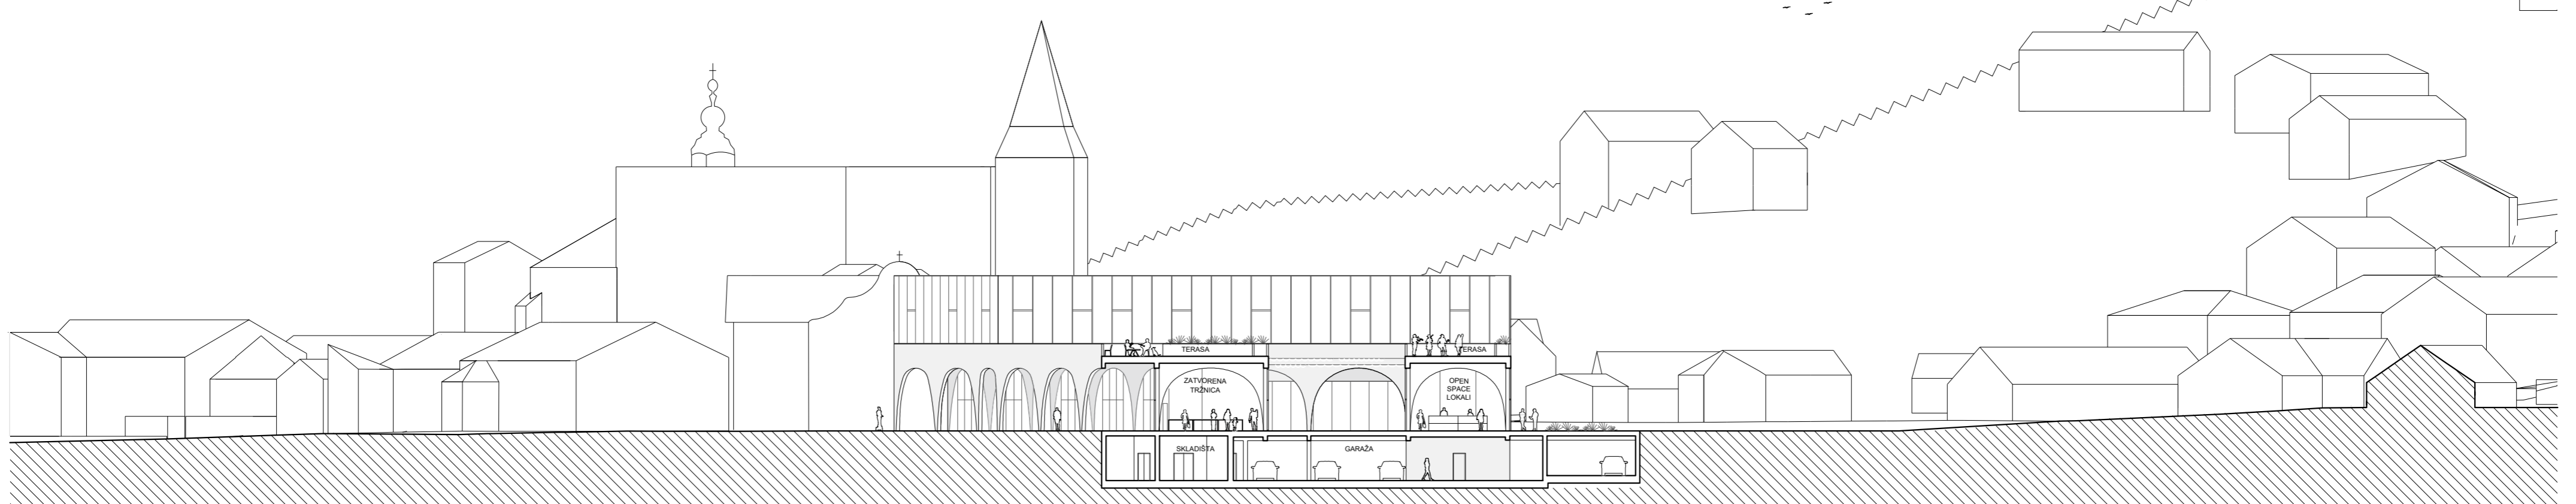 TERASA
TERASA
ZATVORENA
TRŽNICA
OPEN
SPACE
LOKALI
SKLADIŠTA
GARAŽA